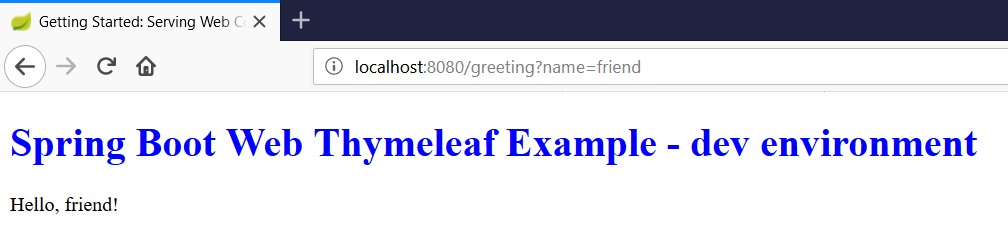 Getting Started: Serving Web C
localhost:8080/greeting?name=friend
Spring Boot Web Thymeleaf Example - dev environment
Hello, friend!